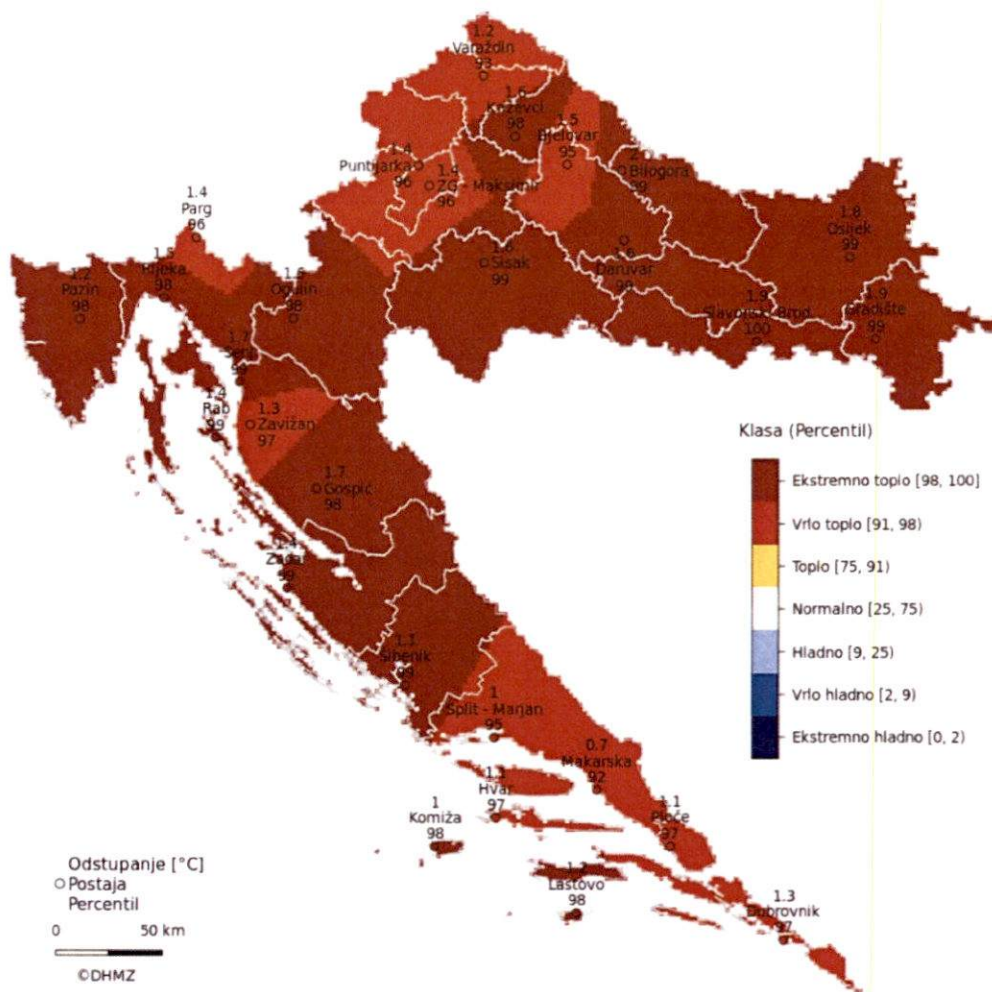 1.2
Varaždin
93
1.6
Križevci
98
1.5
Bjelovar
95
1.4
Puntijarka
96
1.4
ZG - Maksimir
96
Bilogora
99
1.4
Parg
96
1.8
Osijek
99
1.6
Sisak
99
1.6
Daruvar
1.5
Rijeka
98
1.2
Pazin
98
1.6
Ogulin
98
1.9
Slavonski Brod
100
1.9
Gradište
99
1.7
Senj
99
1.4
Rab
99
1.3
Zavižan
97
1.7
Gospić
98
Zadar
99
1.1
Šibenik
99
1
Split - Marjan
95
0.7
Makarska
92
1.1
Hvar
97
1
Komiža
98
1.1
Ploče
97
Lastovo
98
1.3
Dubrovnik
97
Klasa (Percentil)
Ekstremno toplo [98, 100]
Vrlo toplo [91, 98)
Toplo [75, 91)
Normalno [25, 75)
Hladno [9, 25)
Vrlo hladno [2, 9)
Ekstremno hladno [0, 2)
Odstupanje [°C]
Postaja
Percentil
0 50 km
©DHMZ